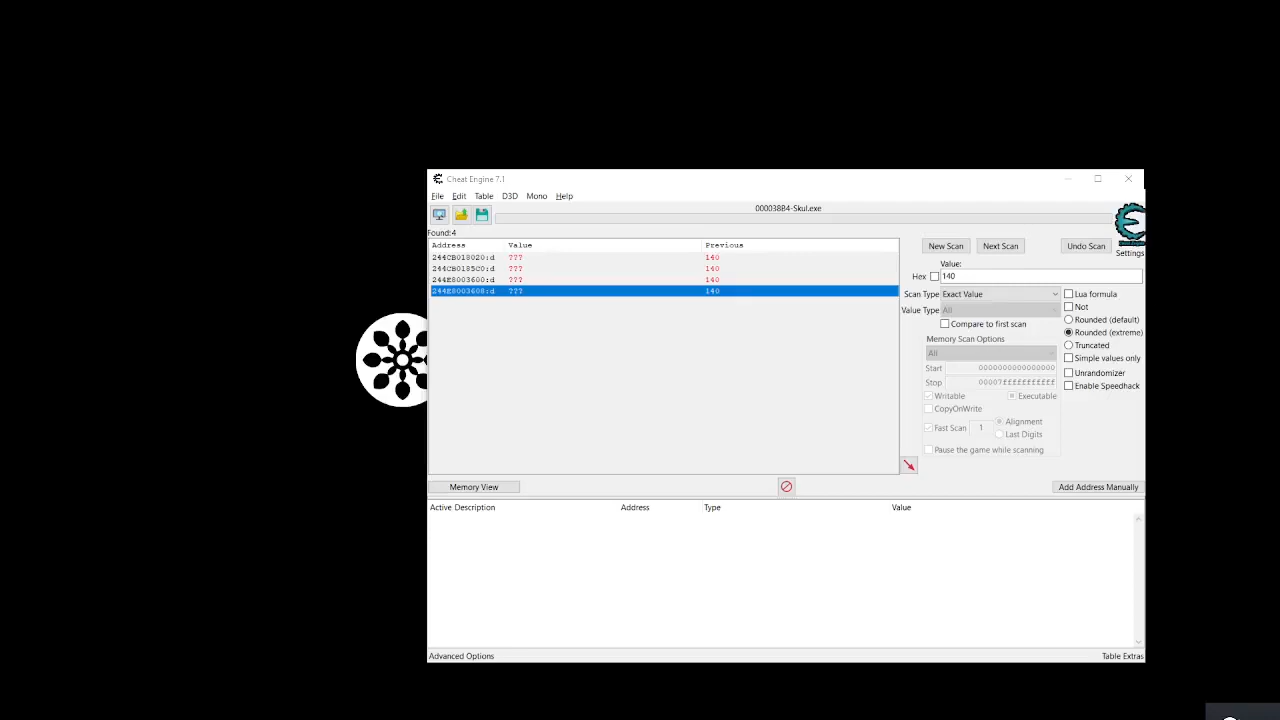 Cheat Engine 7.1
File Edit Table D3D Mono Help
000038B4-Skul.exe
Found:4
Address Value Previous
244CB018020:d ??? 140
244CB0185C0:d ??? 140
244E8003600:d ??? 140
244E8003608:d ??? 140
New Scan Next Scan Undo Scan
Settings
Value:
Hex 140
Scan Type Exact Value
Value Type All
Compare to first scan
Lua formula
Not
Rounded (default)
Rounded (extreme)
Truncated
Simple values only
Unrandomizer
Enable Speedhack
Memory Scan Options
All
Start 0000000000000000
Stop 00007fffffffffff
Writable Executable
CopyOnWrite
Fast Scan 1 Alignment
Last Digits
Pause the game while scanning
Memory View Add Address Manually
Active Description Address Type Value
Advanced Options Table Extras